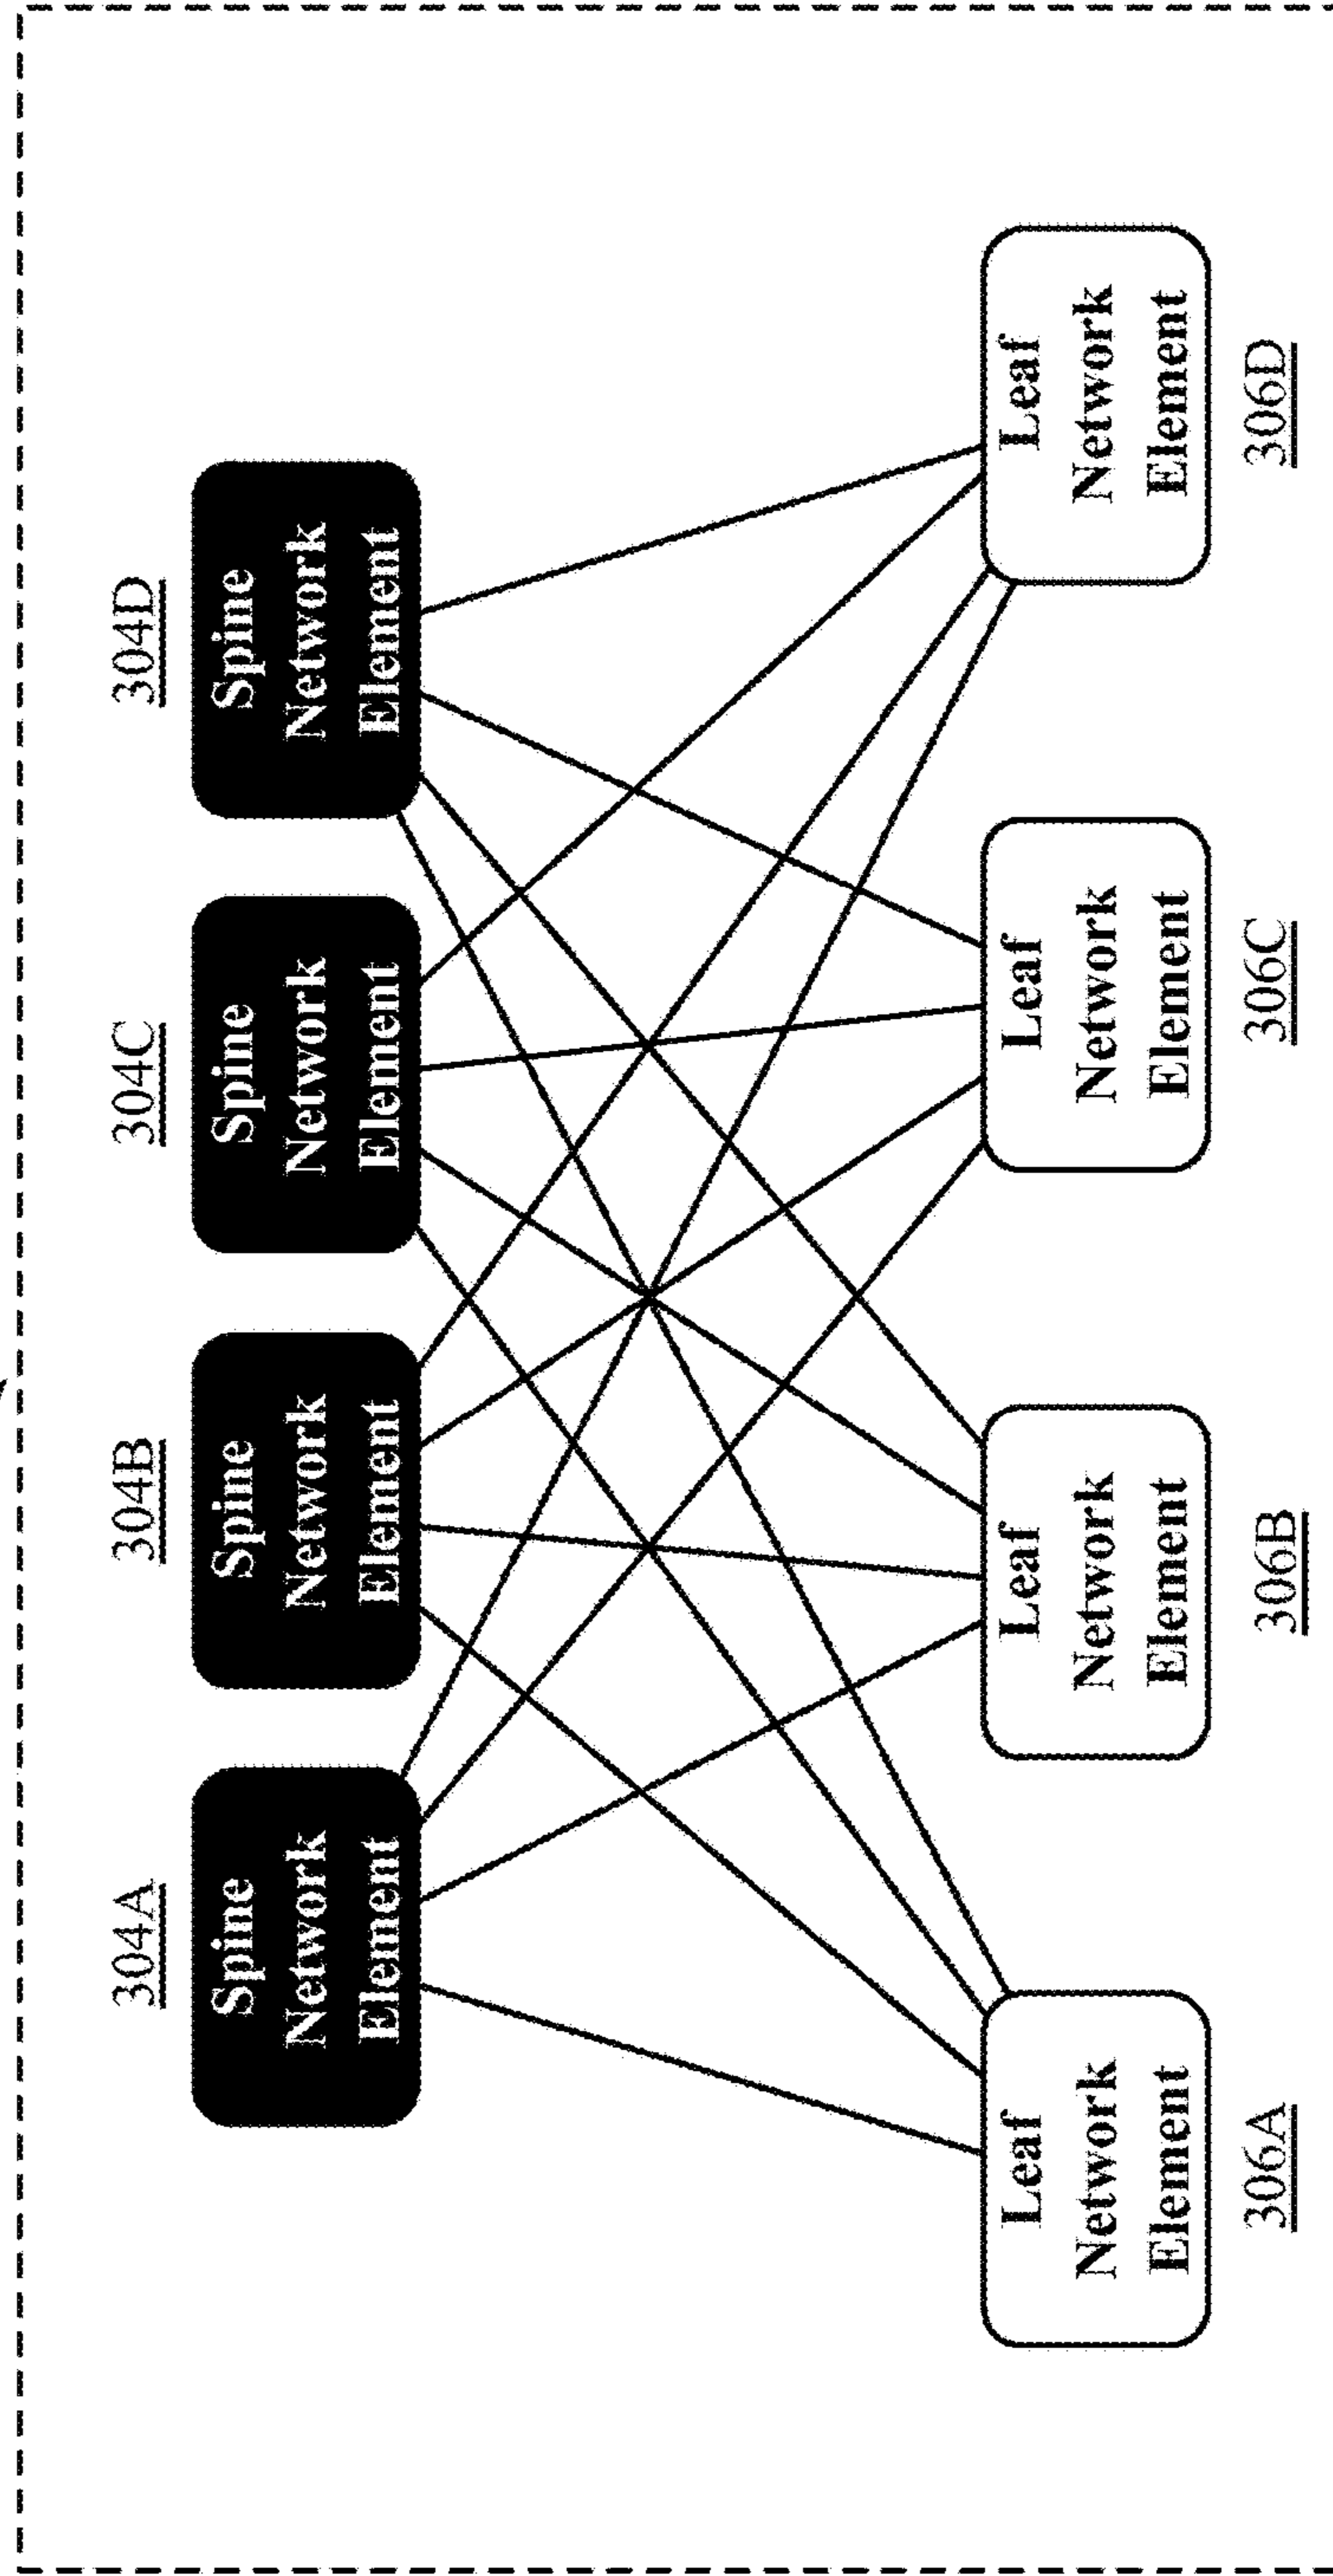 304A
304B
304C
304D
Spine
Network
Element
Spine
Network
Element
Spine
Network
Element
Spine
Network
Element
Leaf
Network
Element
Leaf
Network
Element
Leaf
Network
Element
Leaf
Network
Element
306A
306B
306C
306D